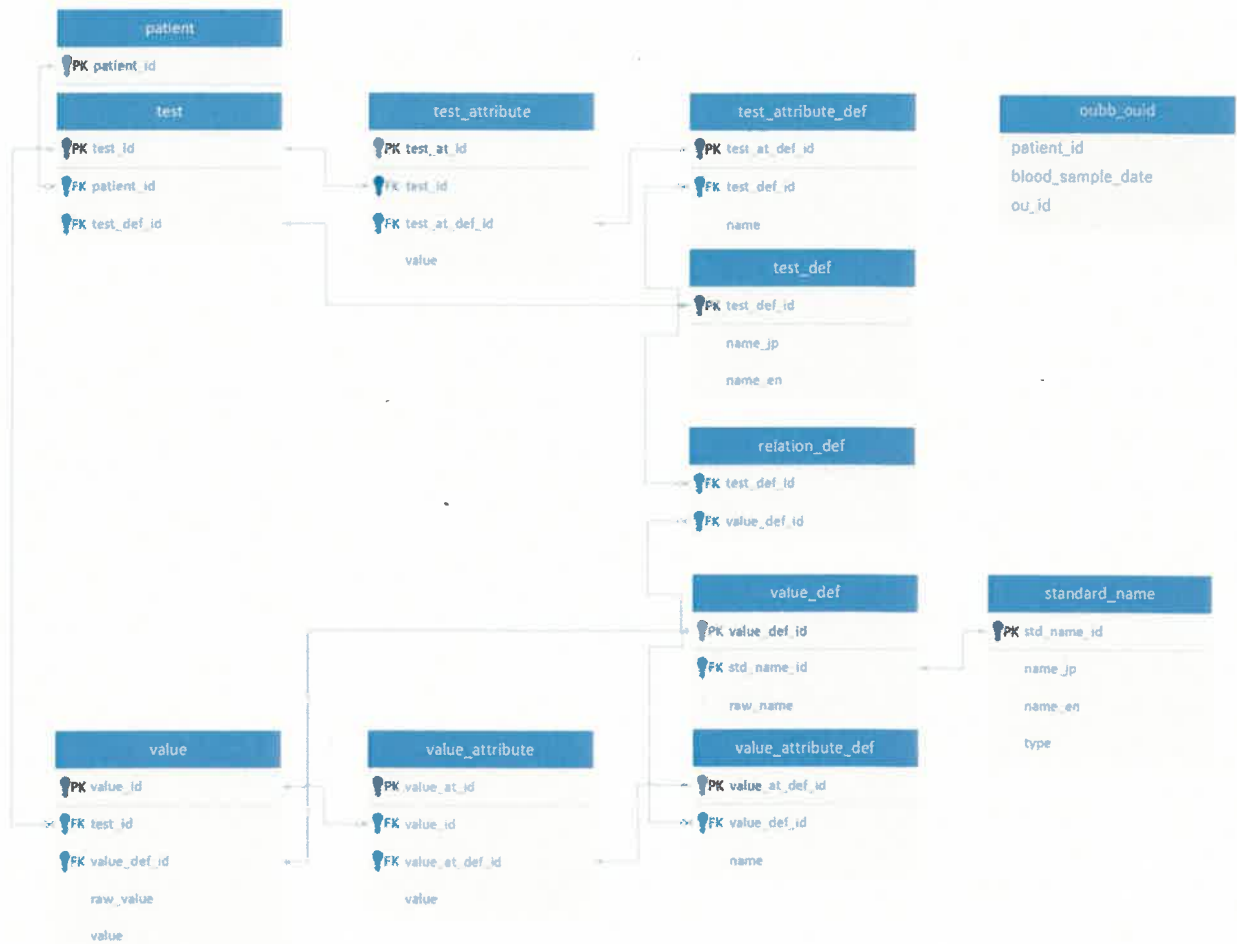 patient
PK patient_id
test
PK test_id
FK patient_id
FK test_def_id
test_attribute
PK test_at_id
FK test_id
FK test_at_def_id
value
test_attribute_def
PK test_at_def_id
FK test_def_id
name
test_def
PK test_def_id
name_jp
name_en
oubb_ouid
patient_id
blood_sample_date
ou_id
relation_def
FK test_def_id
FK value_def_id
value_def
PK value_def_id
FK std_name_id
raw_name
standard_name
PK std_name_id
name_jp
name_en
type
value
PK value_id
FK test_id
FK value_def_id
raw_value
value
value_attribute
PK value_at_id
FK value_id
FK value_at_def_id
value
value_attribute_def
PK value_at_def_id
FK value_def_id
name